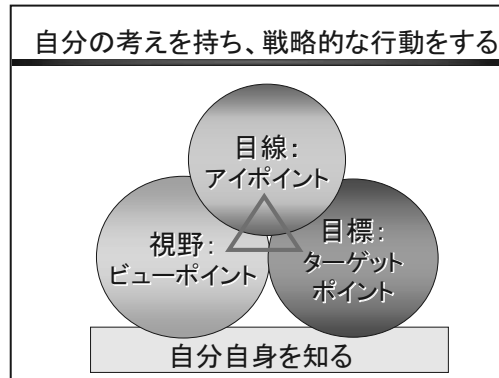 自分の考えを持ち、戦略的な行動をする
目線：
アイポイント
視野：
ビューポイント
目標：
ターゲット
ポイント
自分自身を知る